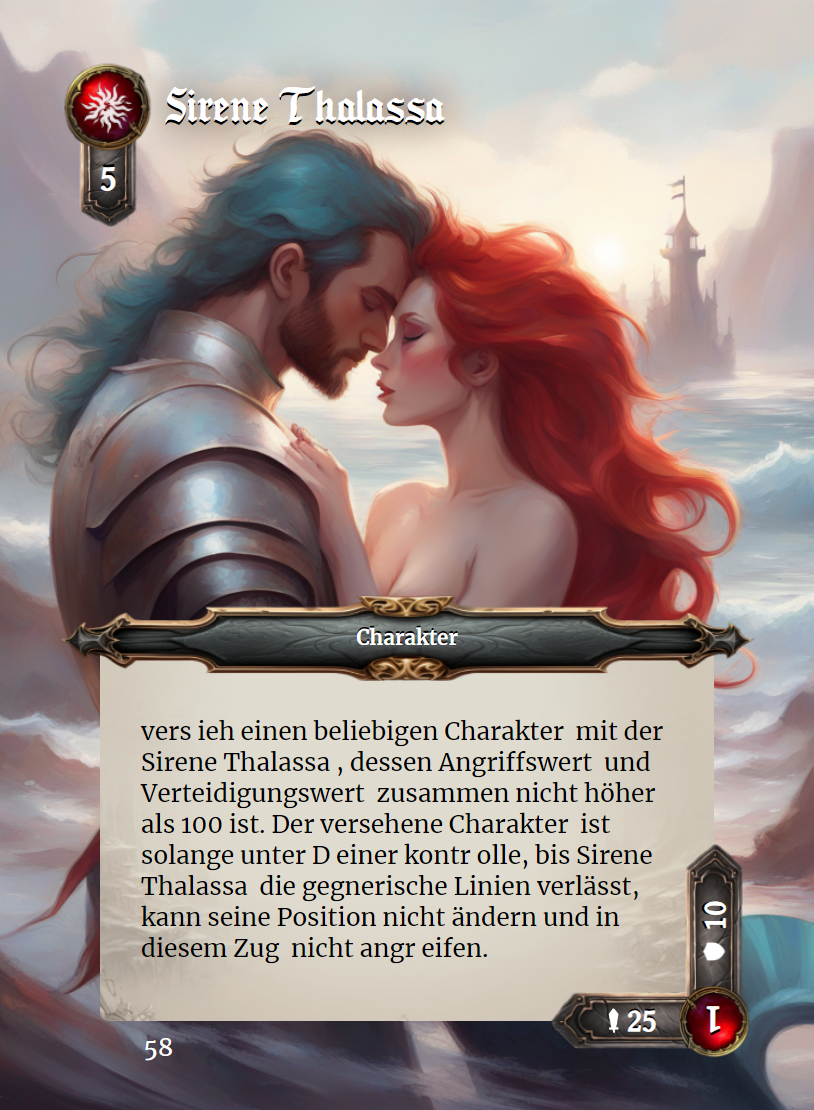 Sirene Thalassa
5
Charakter
vers ieh einen beliebigen Charakter mit der
Sirene Thalassa , dessen Angriffswert und
Verteidigungswert zusammen nicht höher
als 100 ist. Der versehene Charakter ist
solange unter D einer kontr olle, bis Sirene
Thalassa die gegnerische Linien verlässt,
kann seine Position nicht ändern und in
diesem Zug nicht angr eifen.
10
25
1
58